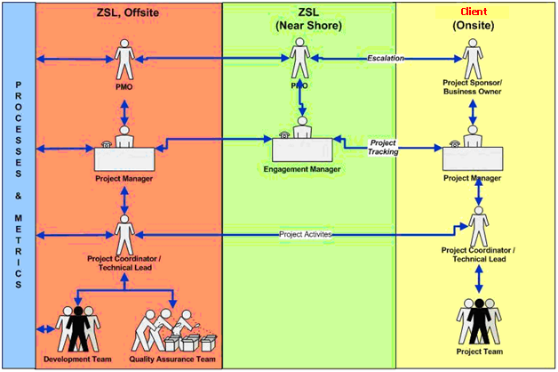 ZSL, Offsite
ZSL
(Near Shore)
Client
(Onsite)
PROCESSES & METRICS
PMO
PMO
Escalation
Project Sponsor/
Business Owner
Project Manager
Engagement Manager
Project
Tracking
Project Manager
Project Coordinator /
Technical Lead
Project Activites
Project Coordinator /
Technical Lead
Development Team
Quality Assurance Team
Project Team